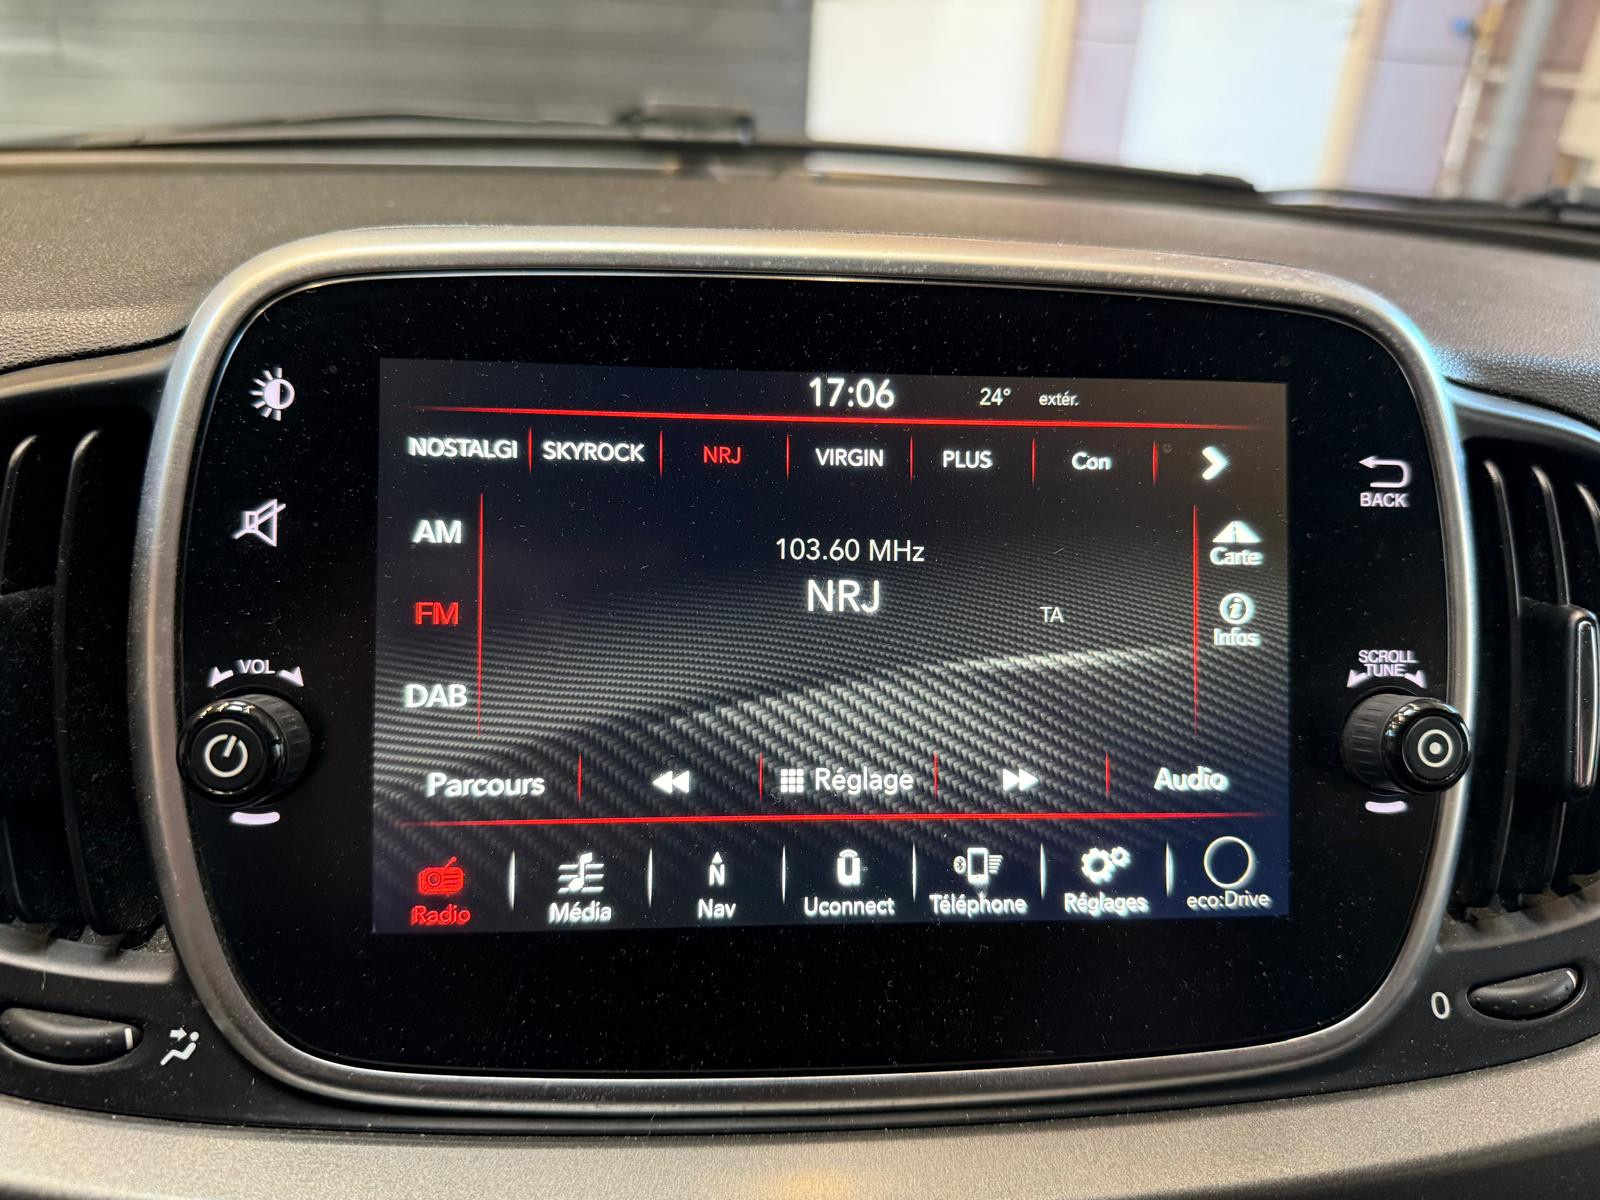 17:06 24° extér.
NOSTALGI SKYROCK NRJ VIRGIN PLUS Con
BACK
AM
103.60 MHz
Carte
NRJ
FM
TA
Infos
VOL
SCROLL
TUNE
DAB
Parcours Réglage Audio
N
Radio Média Nav Uconnect Téléphone Réglages eco:Drive
0